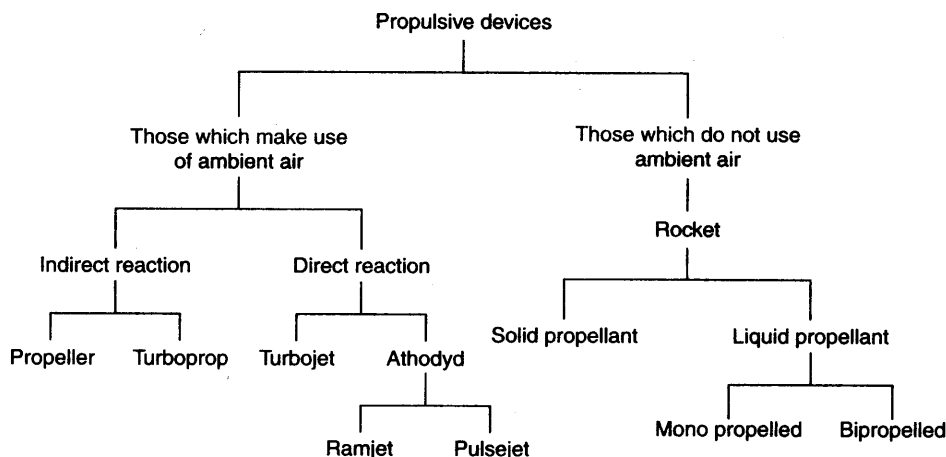 Propulsive devices
Those which make use
of ambient air
Those which do not use
ambient air
Rocket
Indirect reaction
Direct reaction
Solid propellant
Liquid propellant
Propeller
Turboprop
Turbojet
Athodyd
Mono propelled
Bipropelled
Ramjet
Pulsejet